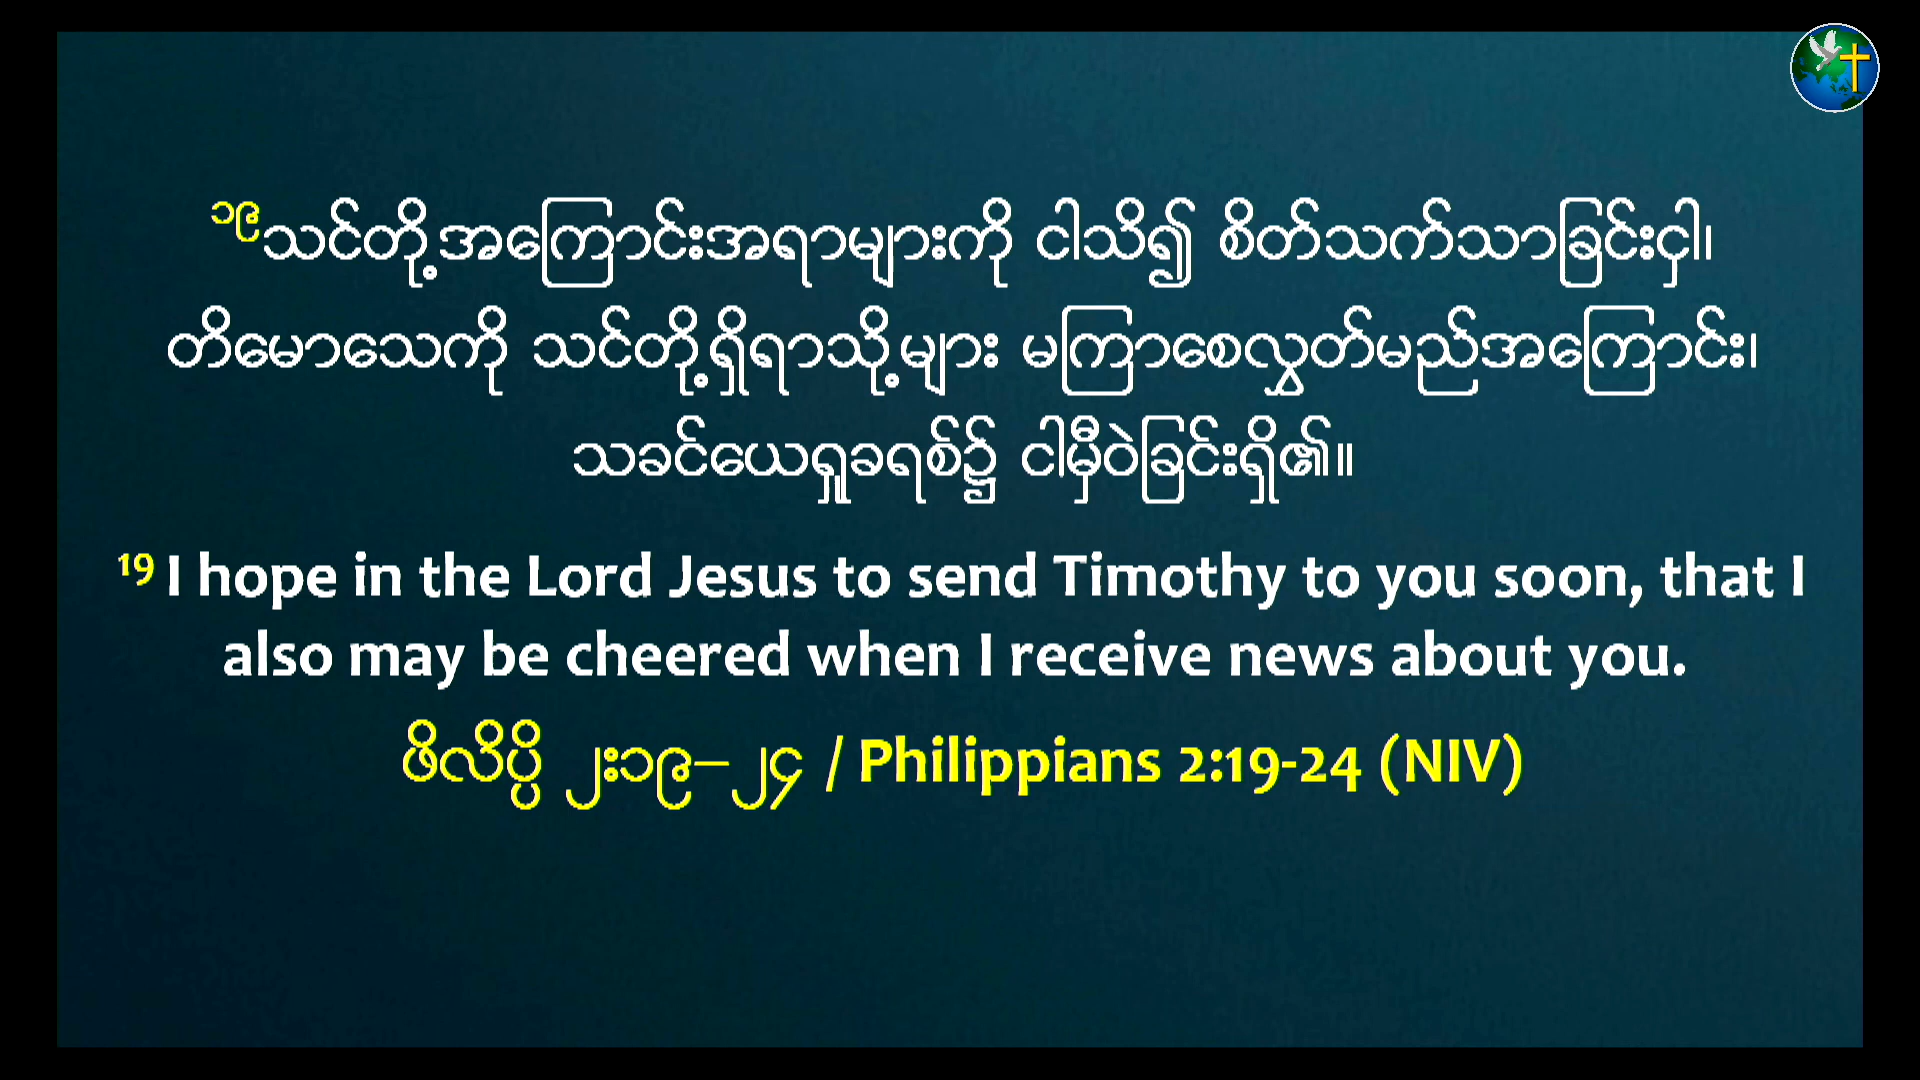 ၁၉သင်တို့အကြောင်းအရာများကို ငါသိ၍ စိတ်သက်သာခြင်းငှါ၊
တိမောသေကို သင်တို့ရှိရာသို့များ မကြာစေလွှတ်မည်အကြောင်း၊
သခင်ယေရှုခရစ်၌ ငါမှီဝဲခြင်းရှိ၏။
19 I hope in the Lord Jesus to send Timothy to you soon, that I
also may be cheered when I receive news about you.
ဖိလိပ္ပိ ၂း၁၉–၂၄ / Philippians 2:19-24 (NIV)